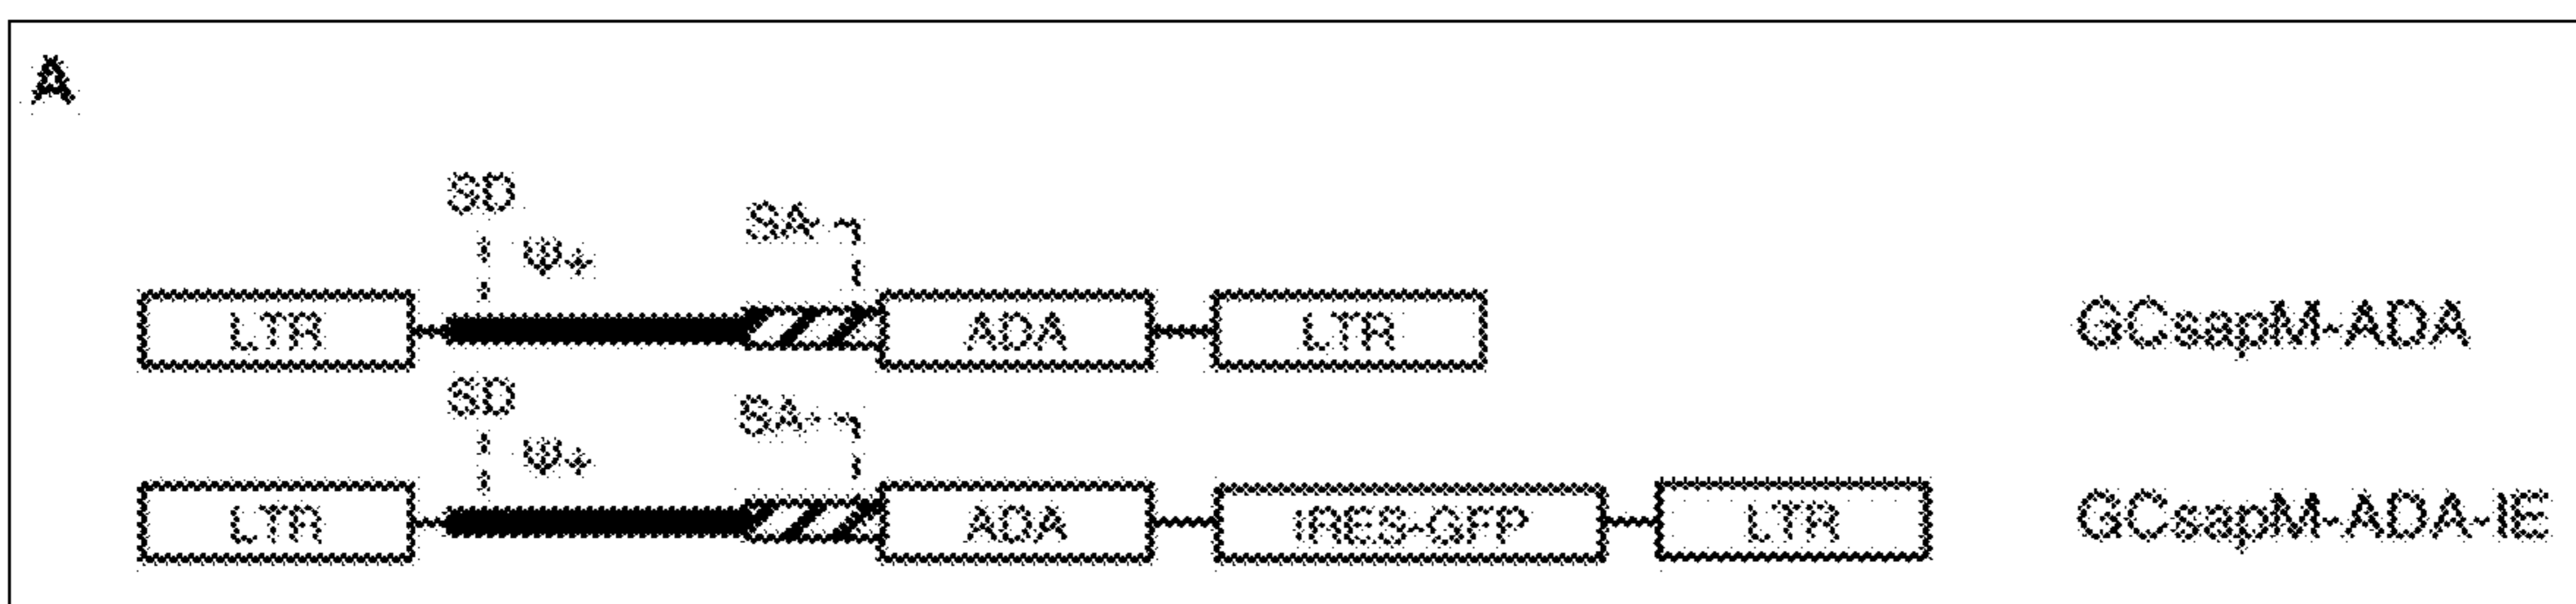 A
SD
SA
Ψ+
LTR ADA LTR GCsapM-ADA
SD
SA
Ψ+
LTR ADA IRES-GFP LTR GCsapM-ADA-IE